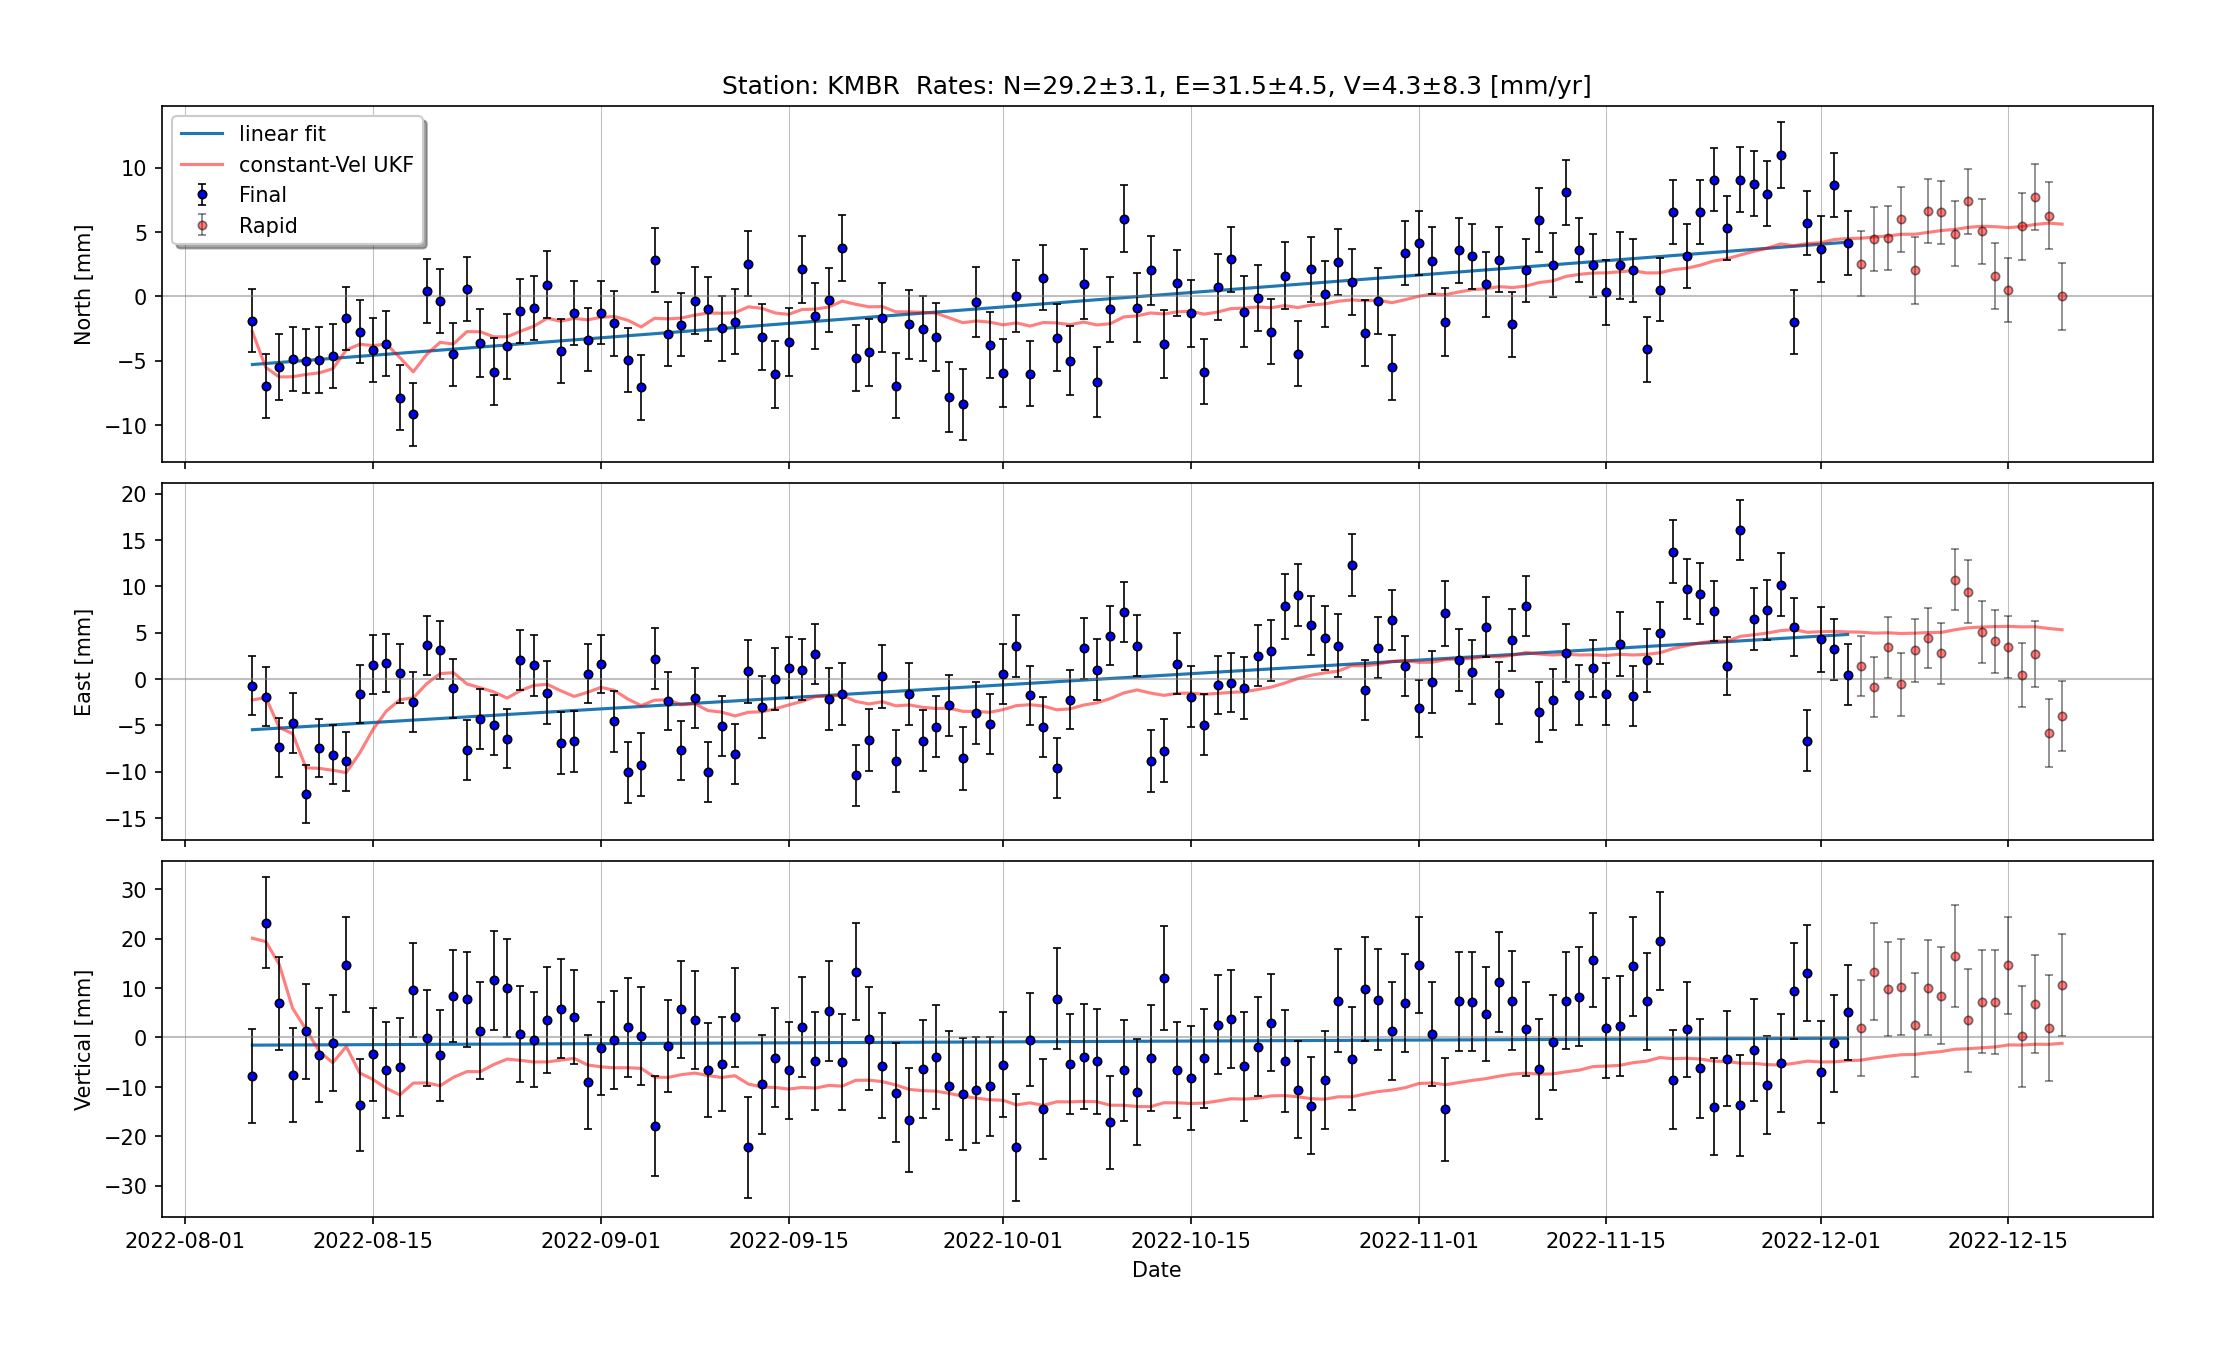 Station: KMBR  Rates: N=29.2±3.1, E=31.5±4.5, V=4.3±8.3 [mm/yr]
linear fit
constant-Vel UKF
Final
Rapid
North [mm]
10
5
0
−5
−10
East [mm]
20
15
10
5
0
−5
−10
−15
Vertical [mm]
30
20
10
0
−10
−20
−30
2022-08-01 2022-08-15 2022-09-01 2022-09-15 2022-10-01 2022-10-15 2022-11-01 2022-11-15 2022-12-01 2022-12-15
Date